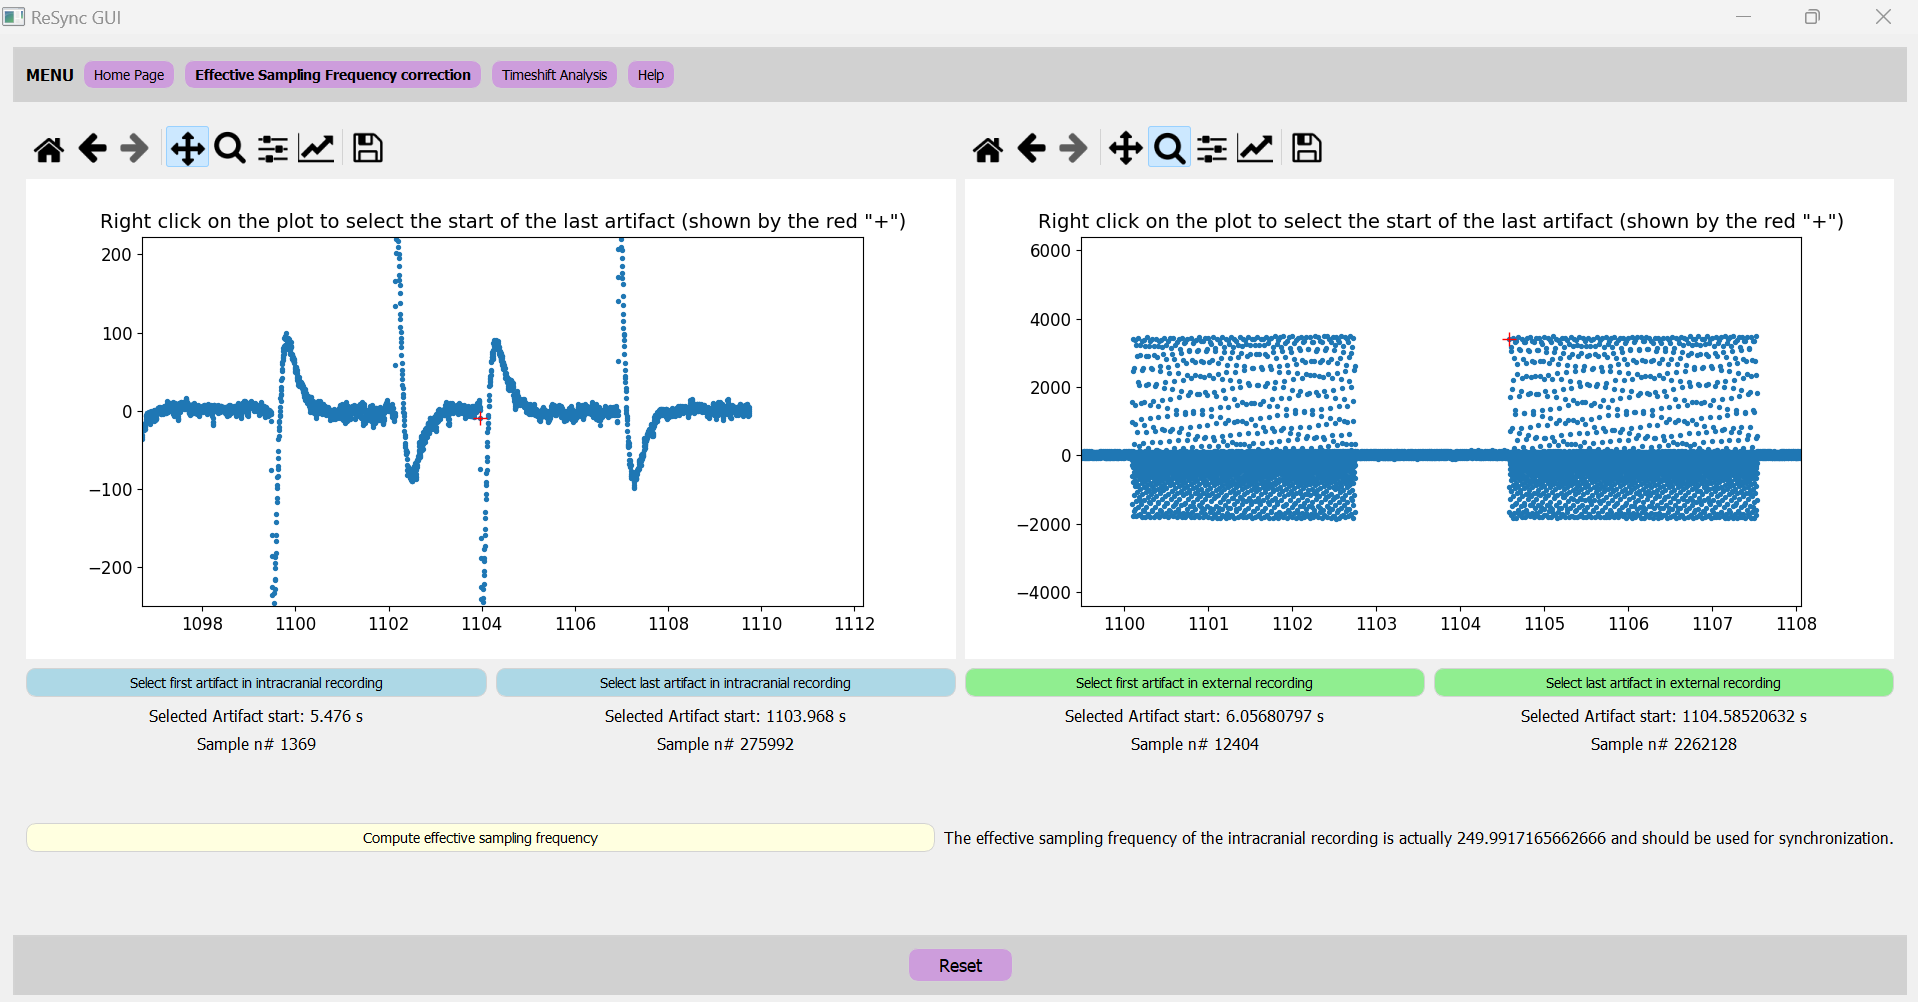 ReSync GUI
MENU Home Page Effective Sampling Frequency correction Timeshift Analysis Help
Right click on the plot to select the start of the last artifact (shown by the red "+")
200
100
0
−100
−200
1098 1100 1102 1104 1106 1108 1110 1112
Right click on the plot to select the start of the last artifact (shown by the red "+")
6000
4000
2000
0
−2000
−4000
1100 1101 1102 1103 1104 1105 1106 1107 1108
Select first artifact in intracranial recording
Selected Artifact start: 5.476 s
Sample n# 1369
Select last artifact in intracranial recording
Selected Artifact start: 1103.968 s
Sample n# 275992
Select first artifact in external recording
Selected Artifact start: 6.05680797 s
Sample n# 12404
Select last artifact in external recording
Selected Artifact start: 1104.58520632 s
Sample n# 2262128
Compute effective sampling frequency
The effective sampling frequency of the intracranial recording is actually 249.9917165662666 and should be used for synchronization.
Reset